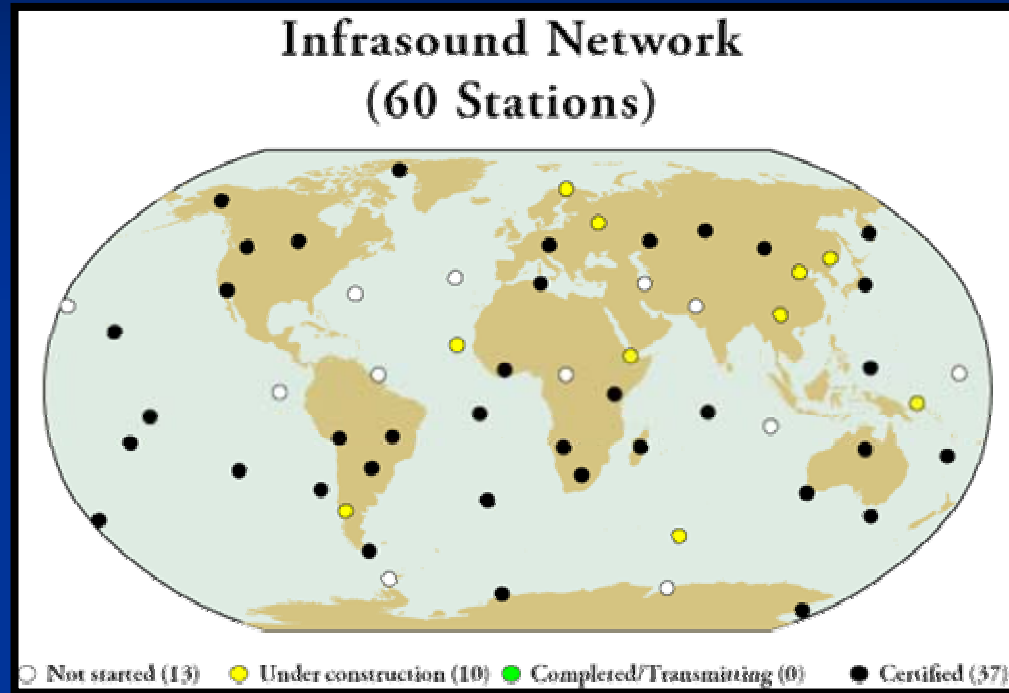 Infrasound Network
(60 Stations)
Not started (13) Under construction (10) Completed/Transmitting (0) Certified (37)